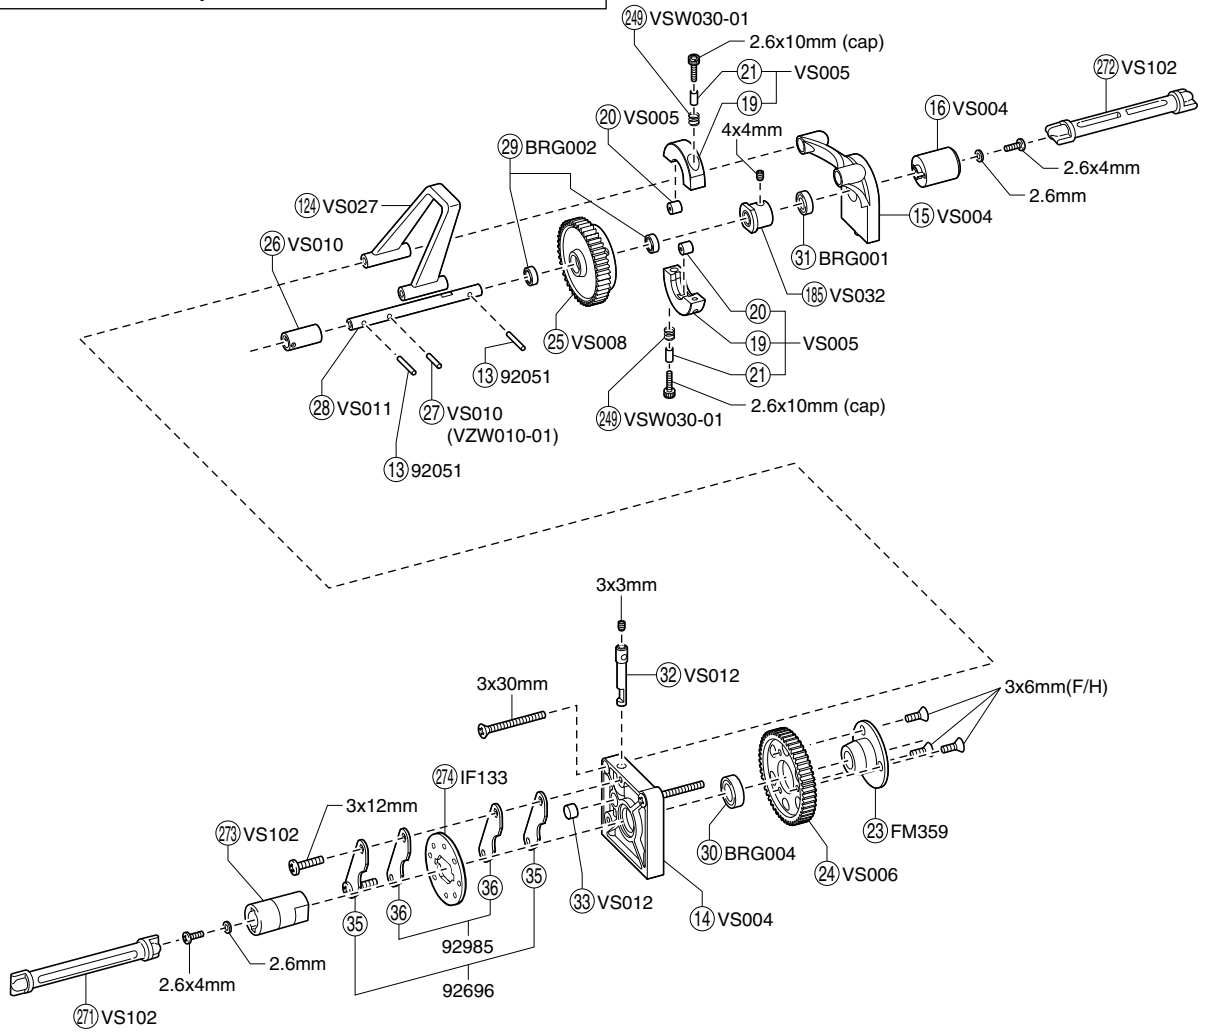 249 VSW030-01
2.6x10mm (cap)
21 VS005
19
20 VS005
4x4mm
272 VS102
16 VS004
2.6x4mm
2.6mm
15 VS004
29 BRG002
124 VS027
26 VS010
31 BRG001
185 VS032
20
19 VS005
21
25 VS008
13 92051
28 VS011
27 VS010
(VZW010-01)
249 VSW030-01
2.6x10mm (cap)
13 92051
3x3mm
32 VS012
3x30mm
3x6mm(F/H)
274 IF133
3x12mm
273 VS102
23 FM359
30 BRG004
24 VS006
36
35
33 VS012
35
36
14 VS004
92985
2.6mm
2.6x4mm
92696
271 VS102